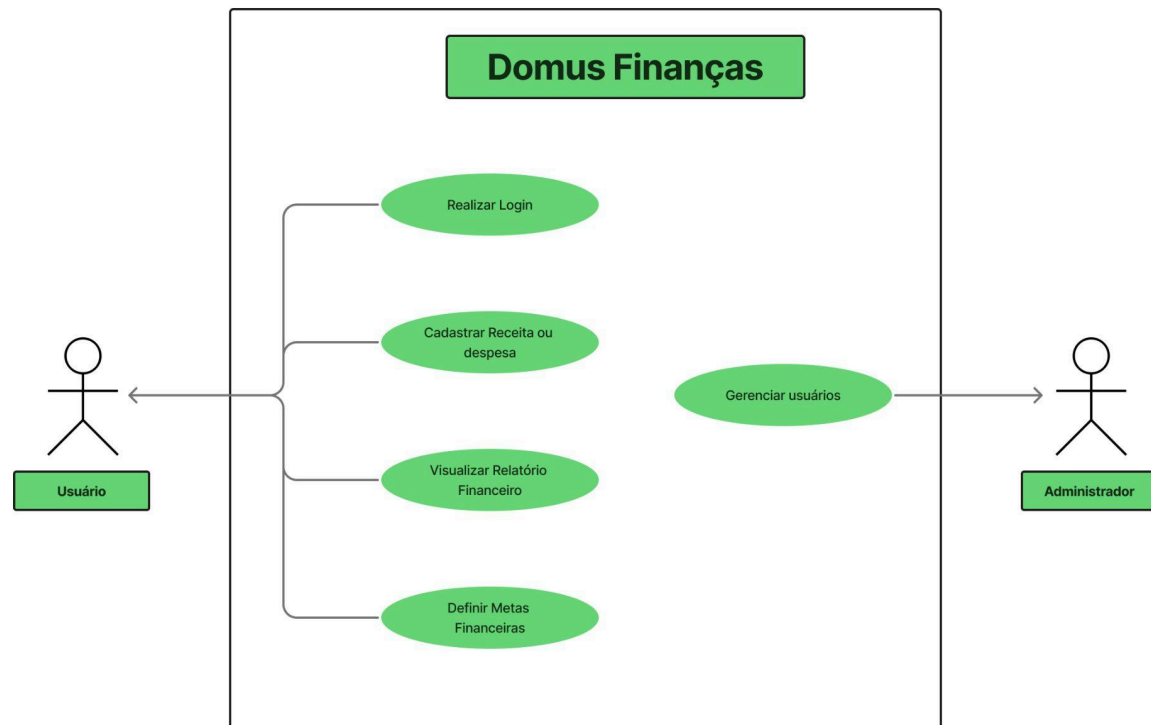 Domus Finanças
Realizar Login
Cadastrar Receita ou
despesa
Gerenciar usuários
Visualizar Relatório
Financeiro
Usuário
Administrador
Definir Metas
Financeiras